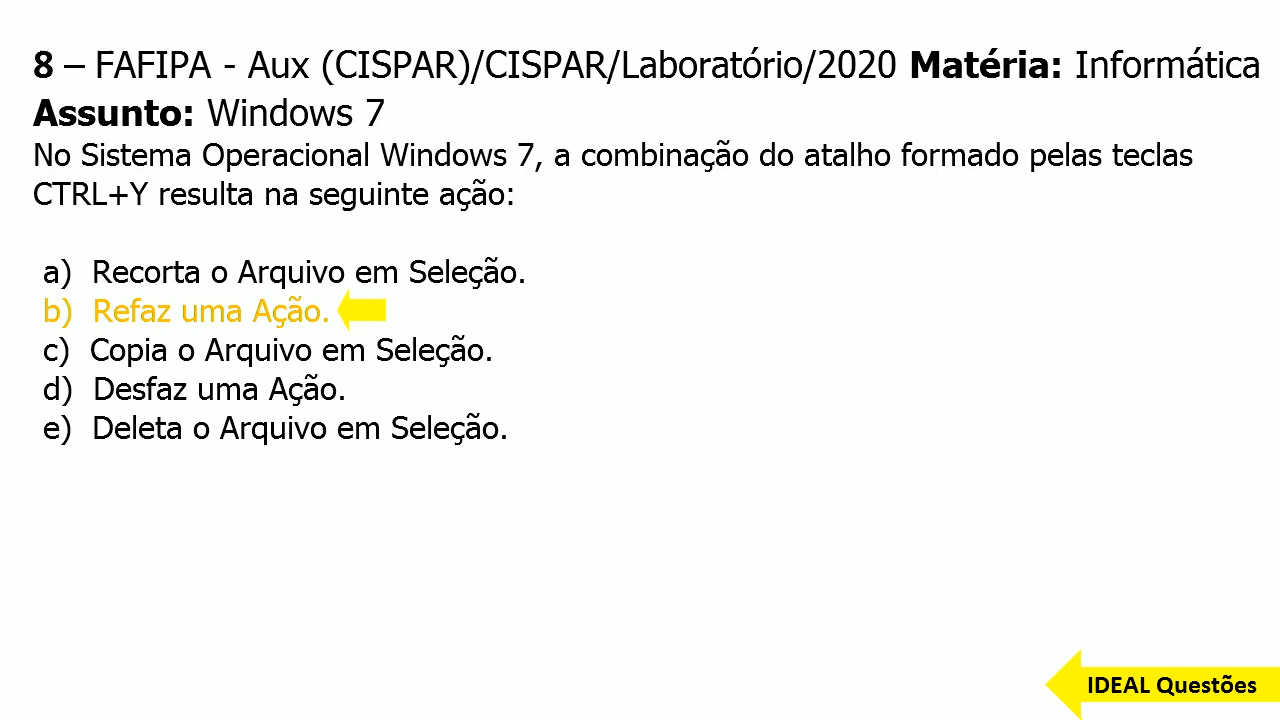 8 – FAFIPA - Aux (CISPAR)/CISPAR/Laboratório/2020 Matéria: Informática
Assunto: Windows 7
No Sistema Operacional Windows 7, a combinação do atalho formado pelas teclas
CTRL+Y resulta na seguinte ação:
a) Recorta o Arquivo em Seleção.
b) Refaz uma Ação.
c) Copia o Arquivo em Seleção.
d) Desfaz uma Ação.
e) Deleta o Arquivo em Seleção.
IDEAL Questões